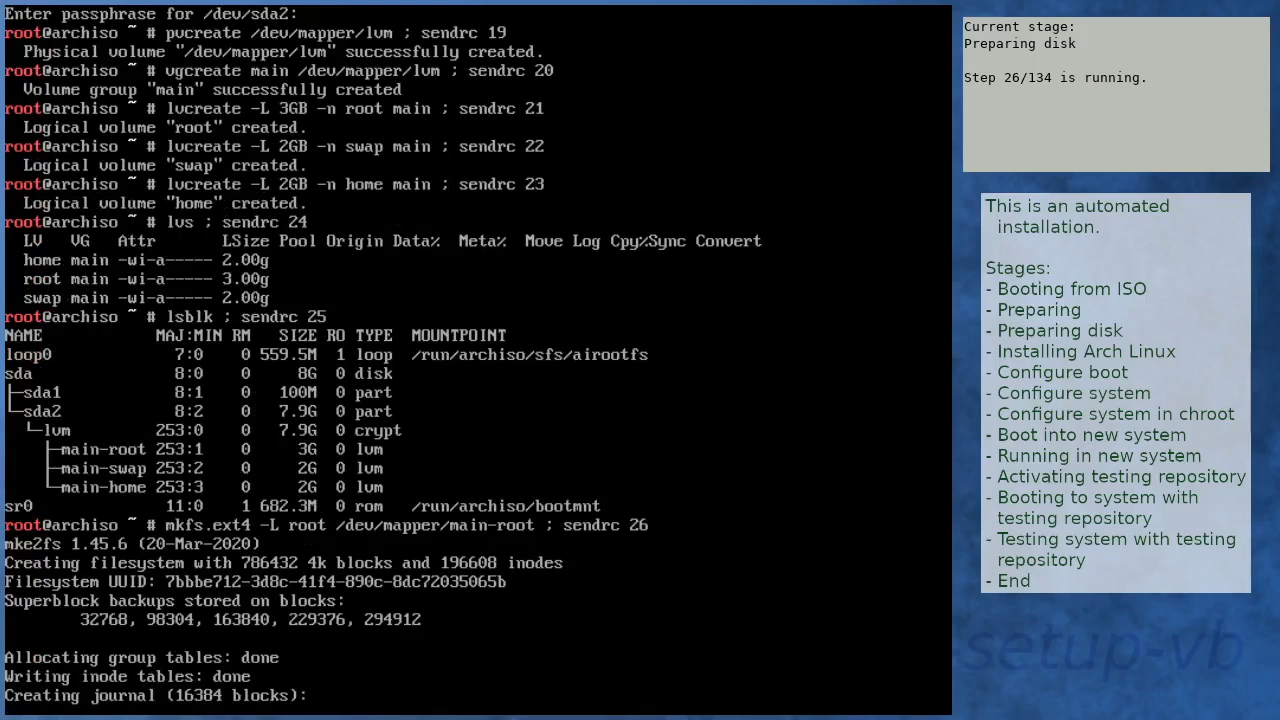 Enter passphrase for /dev/sda2:
root@archiso ~ # pvcreate /dev/mapper/lvm ; sendrc 19
  Physical volume "/dev/mapper/lvm" successfully created.
root@archiso ~ # vgcreate main /dev/mapper/lvm ; sendrc 20
  Volume group "main" successfully created
root@archiso ~ # lvcreate -L 3GB -n root main ; sendrc 21
  Logical volume "root" created.
root@archiso ~ # lvcreate -L 2GB -n swap main ; sendrc 22
  Logical volume "swap" created.
root@archiso ~ # lvcreate -L 2GB -n home main ; sendrc 23
  Logical volume "home" created.
root@archiso ~ # lvs ; sendrc 24
  LV   VG   Attr       LSize Pool Origin Data%  Meta%  Move Log Cpy%Sync Convert
  home main -wi-a----- 2.00g
  root main -wi-a----- 3.00g
  swap main -wi-a----- 2.00g
root@archiso ~ # lsblk ; sendrc 25
NAME            MAJ:MIN RM   SIZE RO TYPE  MOUNTPOINT
loop0             7:0    0 559.5M  1 loop  /run/archiso/sfs/airootfs
sda               8:0    0     8G  0 disk
├─sda1            8:1    0   100M  0 part
└─sda2            8:2    0   7.9G  0 part
  └─lvm         253:0    0   7.9G  0 crypt
    ├─main-root 253:1    0     3G  0 lvm
    ├─main-swap 253:2    0     2G  0 lvm
    └─main-home 253:3    0     2G  0 lvm
sr0              11:0    1 682.3M  0 rom   /run/archiso/bootmnt
root@archiso ~ # mkfs.ext4 -L root /dev/mapper/main-root ; sendrc 26
mke2fs 1.45.6 (20-Mar-2020)
Creating filesystem with 786432 4k blocks and 196608 inodes
Filesystem UUID: 7bbbe712-3d8c-41f4-890c-8dc72035065b
Superblock backups stored on blocks:
        32768, 98304, 163840, 229376, 294912
Allocating group tables: done
Writing inode tables: done
Creating journal (16384 blocks):
Current stage:
Preparing disk
Step 26/134 is running.
This is an automated
installation.
Stages:
- Booting from ISO
- Preparing
- Preparing disk
- Installing Arch Linux
- Configure boot
- Configure system
- Configure system in chroot
- Boot into new system
- Running in new system
- Activating testing repository
- Booting to system with
testing repository
- Testing system with testing
repository
- End
-setup-vb